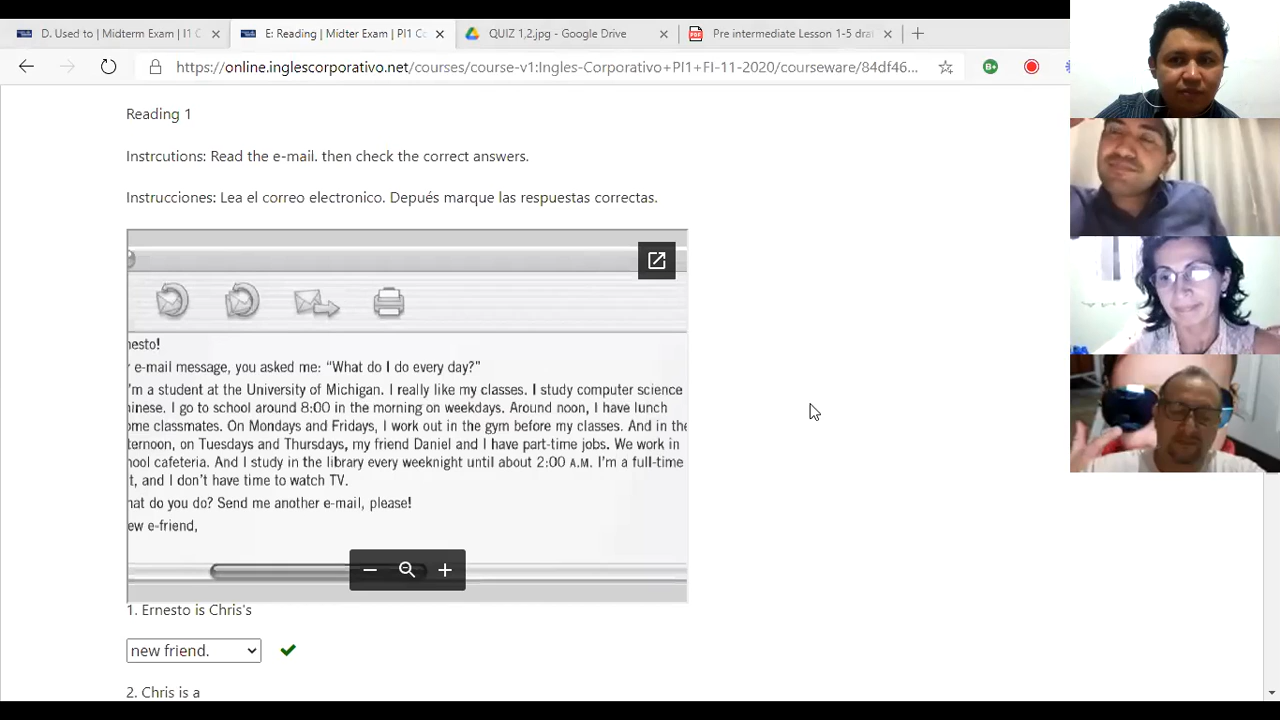 D. Used to | Midterm Exam | I1 C
E: Reading | Midter Exam | PI1 Co
QUIZ 1,2.jpg - Google Drive
Pre intermediate Lesson 1-5 dra
https://online.inglescorporativo.net/courses/course-v1:Ingles-Corporativo+PI1+FI-11-2020/courseware/84df46...
Reading 1
Instrcutions: Read the e-mail. then check the correct answers.
Instrucciones: Lea el correo electronico. Depués marque las respuestas correctas.
nesto!
r e-mail message, you asked me: “What do I do every day?”
'm a student at the University of Michigan. I really like my classes. I study computer science
inese. I go to school around 8:00 in the morning on weekdays. Around noon, I have lunch
ome classmates. On Mondays and Fridays, I work out in the gym before my classes. And in the
ternoon, on Tuesdays and Thursdays, my friend Daniel and I have part-time jobs. We work in
hool cafeteria. And I study in the library every weeknight until about 2:00 A.M. I'm a full-time
t, and I don't have time to watch TV.
hat do you do? Send me another e-mail, please!
ew e-friend,
1. Ernesto is Chris's
new friend.
2. Chris is a